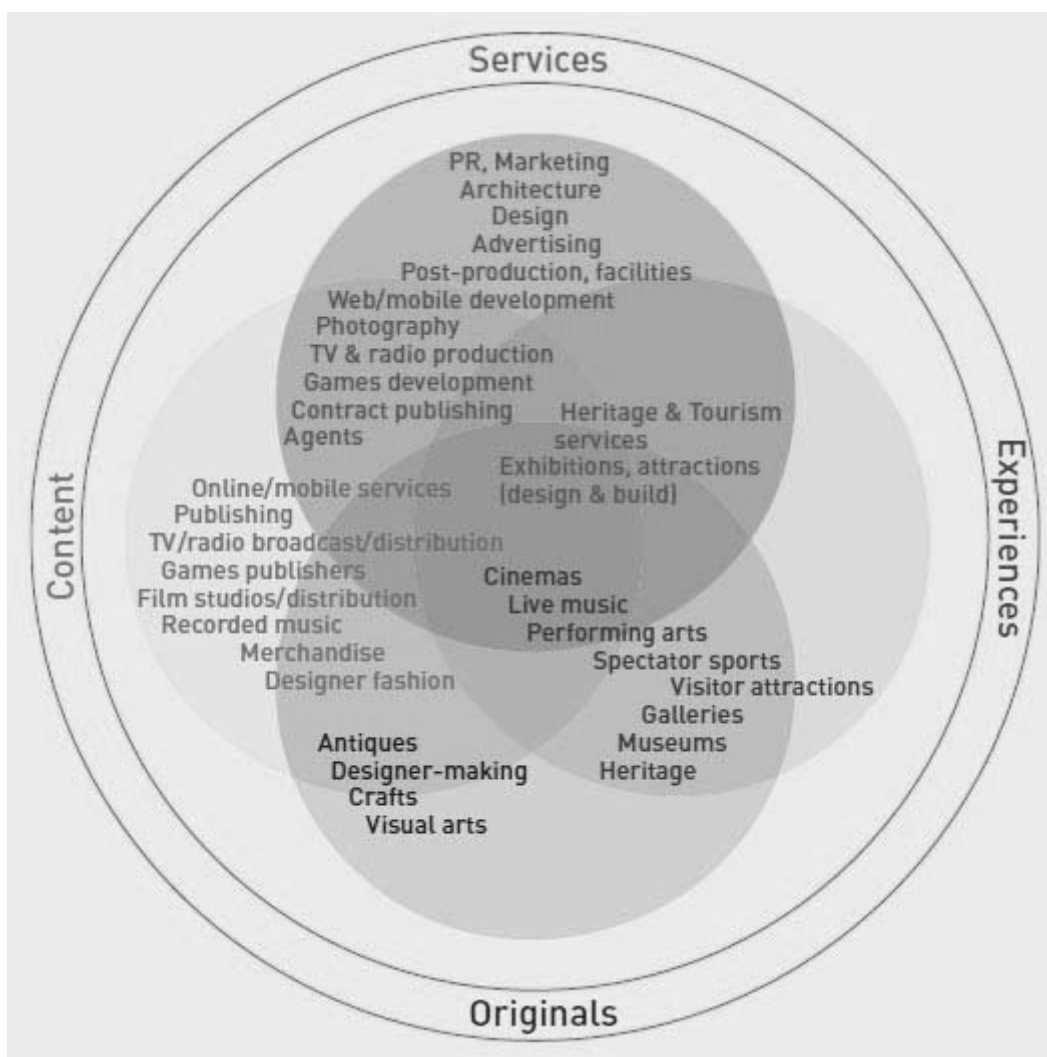 Services
PR, Marketing
Architecture
Design
Advertising
Post-production, facilities
Web/mobile development
Photography
TV & radio production
Games development
Contract publishing
Agents
Heritage & Tourism
services
Exhibitions, attractions
(design & build)
Content
Online/mobile services
Publishing
TV/radio broadcast/distribution
Games publishers
Film studios/distribution
Recorded music
Merchandise
Designer fashion
Experiences
Cinemas
Live music
Performing arts
Spectator sports
Visitor attractions
Galleries
Museums
Heritage
Antiques
Designer-making
Crafts
Visual arts
Originals